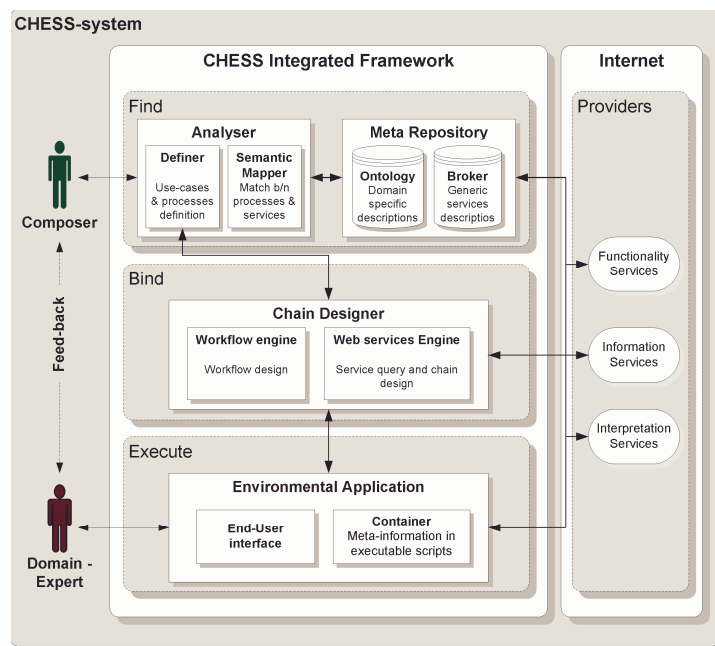 CHESS-system
CHESS Integrated Framework
Internet
Find
Providers
Analyser
Meta Repository
Definer
Use-cases
& processes
definition
Semantic
Mapper
Match b/n
processes &
services
Ontology
Domain
specific
descriptions
Broker
Generic
services
descriptios
Composer
Functionality
Services
Bind
Chain Designer
Workflow engine
Workflow design
Web services Engine
Service query and chain
design
Information
Services
Feed-back
Interpretation
Services
Execute
Environmental Application
End-User
interface
Container
Meta-information in
executable scripts
Domain -
Expert